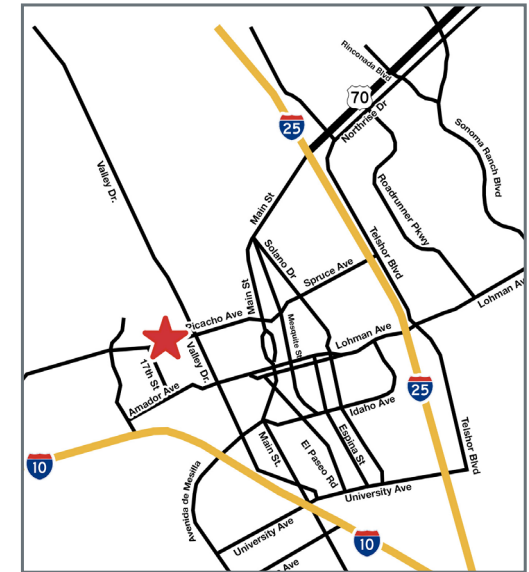 Rinconada Blvd
70
Northrise Dr
25
Sonoma Ranch Blvd
Valley Dr.
Roadrunner Pkwy
Main St
Solano Dr
Telshor Blvd
Spruce Ave
Main St
Lohman Av
Picacho Ave
Mesquite St
Lohman Ave
Valley Dr.
17th St
25
Amador Ave
Idaho Ave
10
Main St.
El Paseo Rd
Espina St
Telshor Blvd
Avenida de Mesilla
University Ave
University Ave
10
Ave